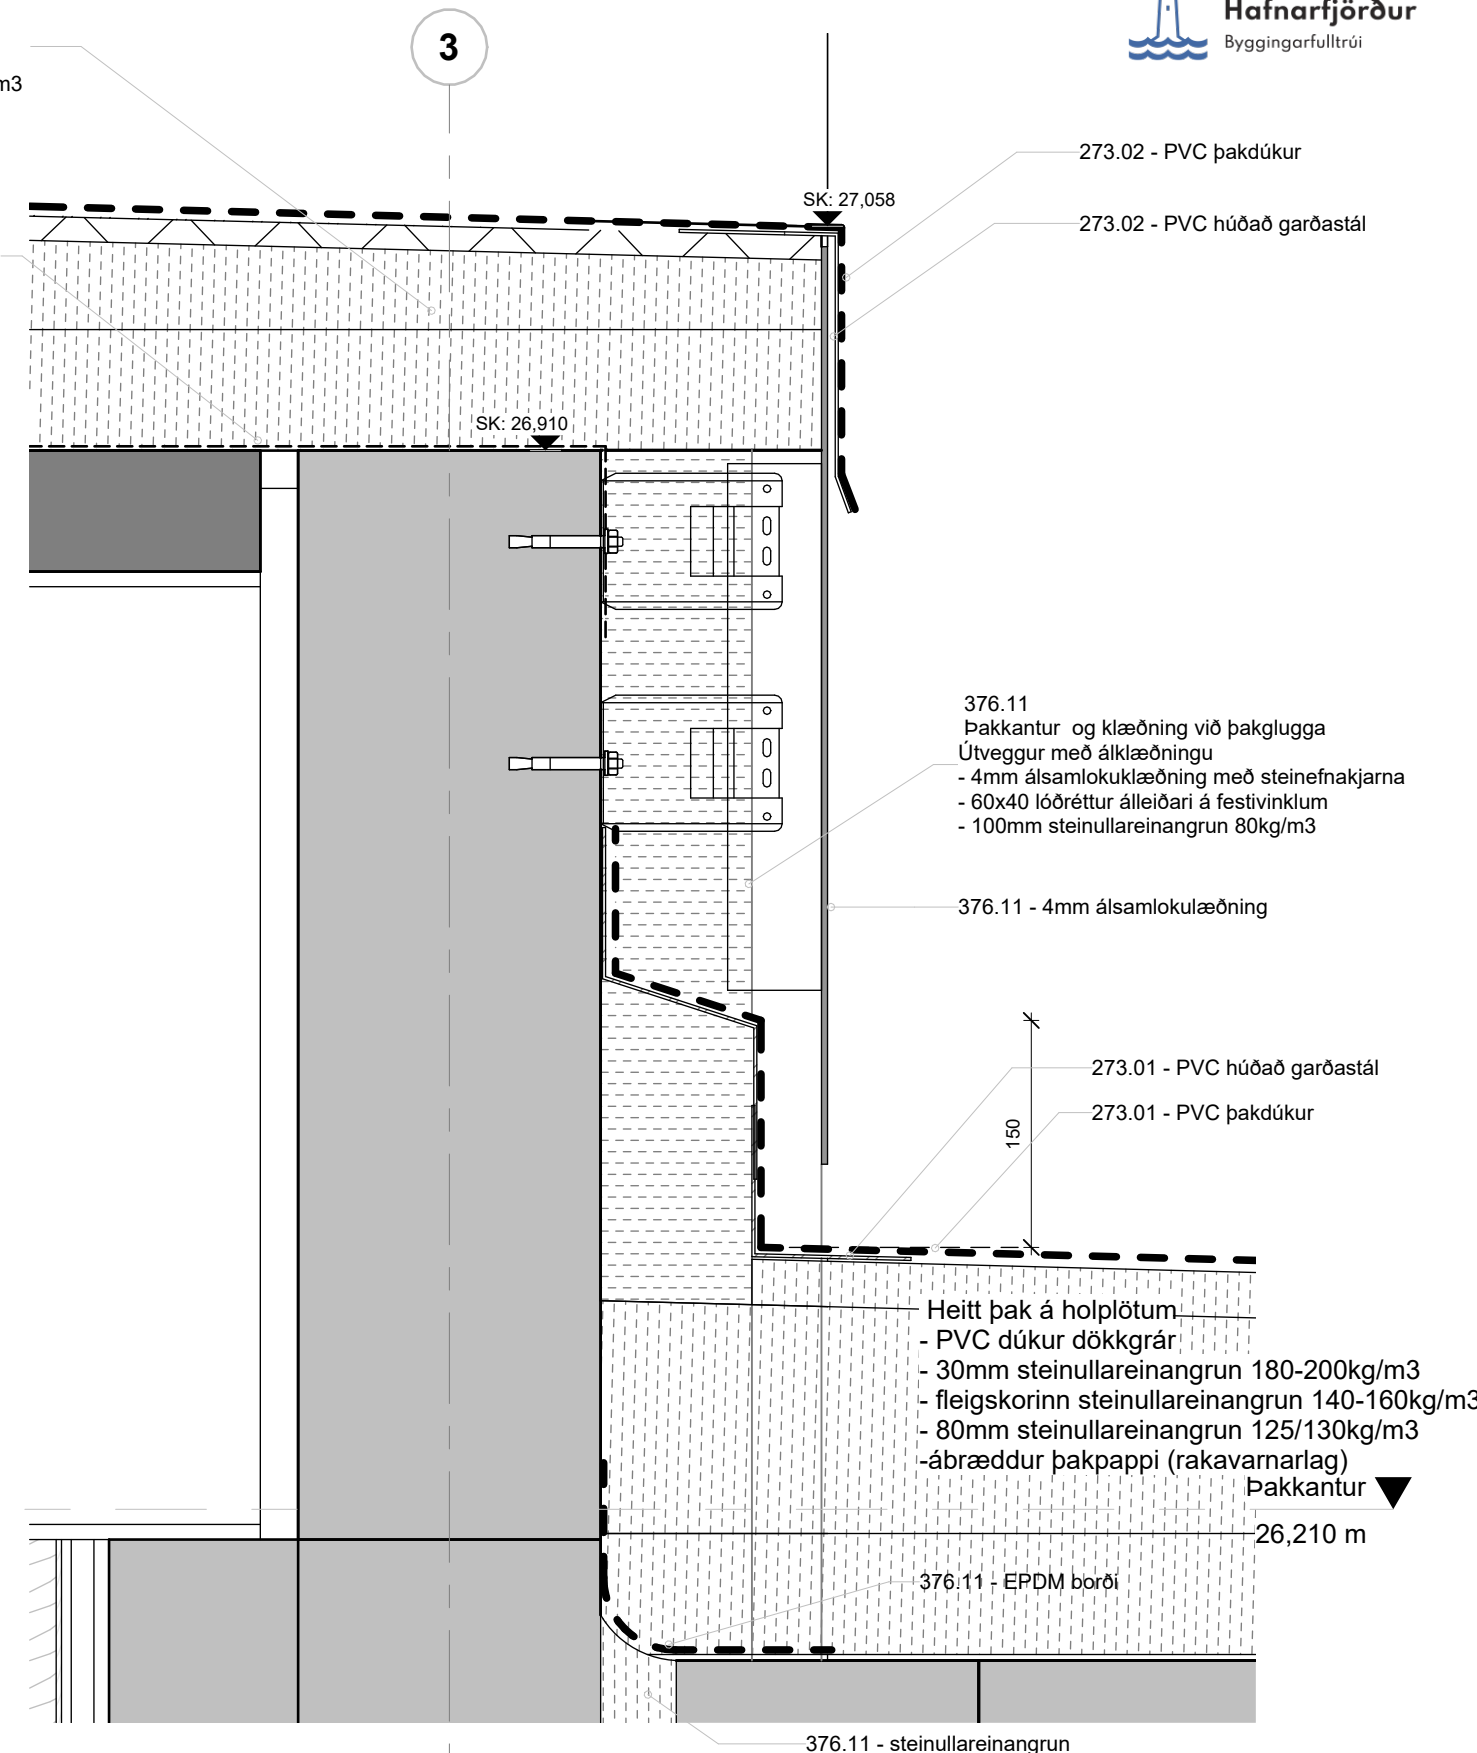 Hafnarfjörður
Byggingarfulltrúi
3
m3
273.02 - PVC þakdúkur
SK: 27,058
273.02 - PVC húðað garðastál
SK: 26,910
376.11
Þakkantur og klæðning við þakglugga
Útveggur með álklæðningu
- 4mm álsamlokuklæðning með steinefnakjarna
- 60x40 lóðréttur álleiðari á festivinklum
- 100mm steinullareinangrun 80kg/m3
376.11 - 4mm álsamlokulæðning
273.01 - PVC húðað garðastál
273.01 - PVC þakdúkur
150
Heitt þak á holplötum
- PVC dúkur dökkgrár
- 30mm steinullareinangrun 180-200kg/m3
- fleigskorinn steinullareinangrun 140-160kg/m3
- 80mm steinullareinangrun 125/130kg/m3
-ábræddur þakpappi (rakavarnarlag)
Þakkantur
26,210 m
376.11 - EPDM borði
376.11 - steinullareinangrun